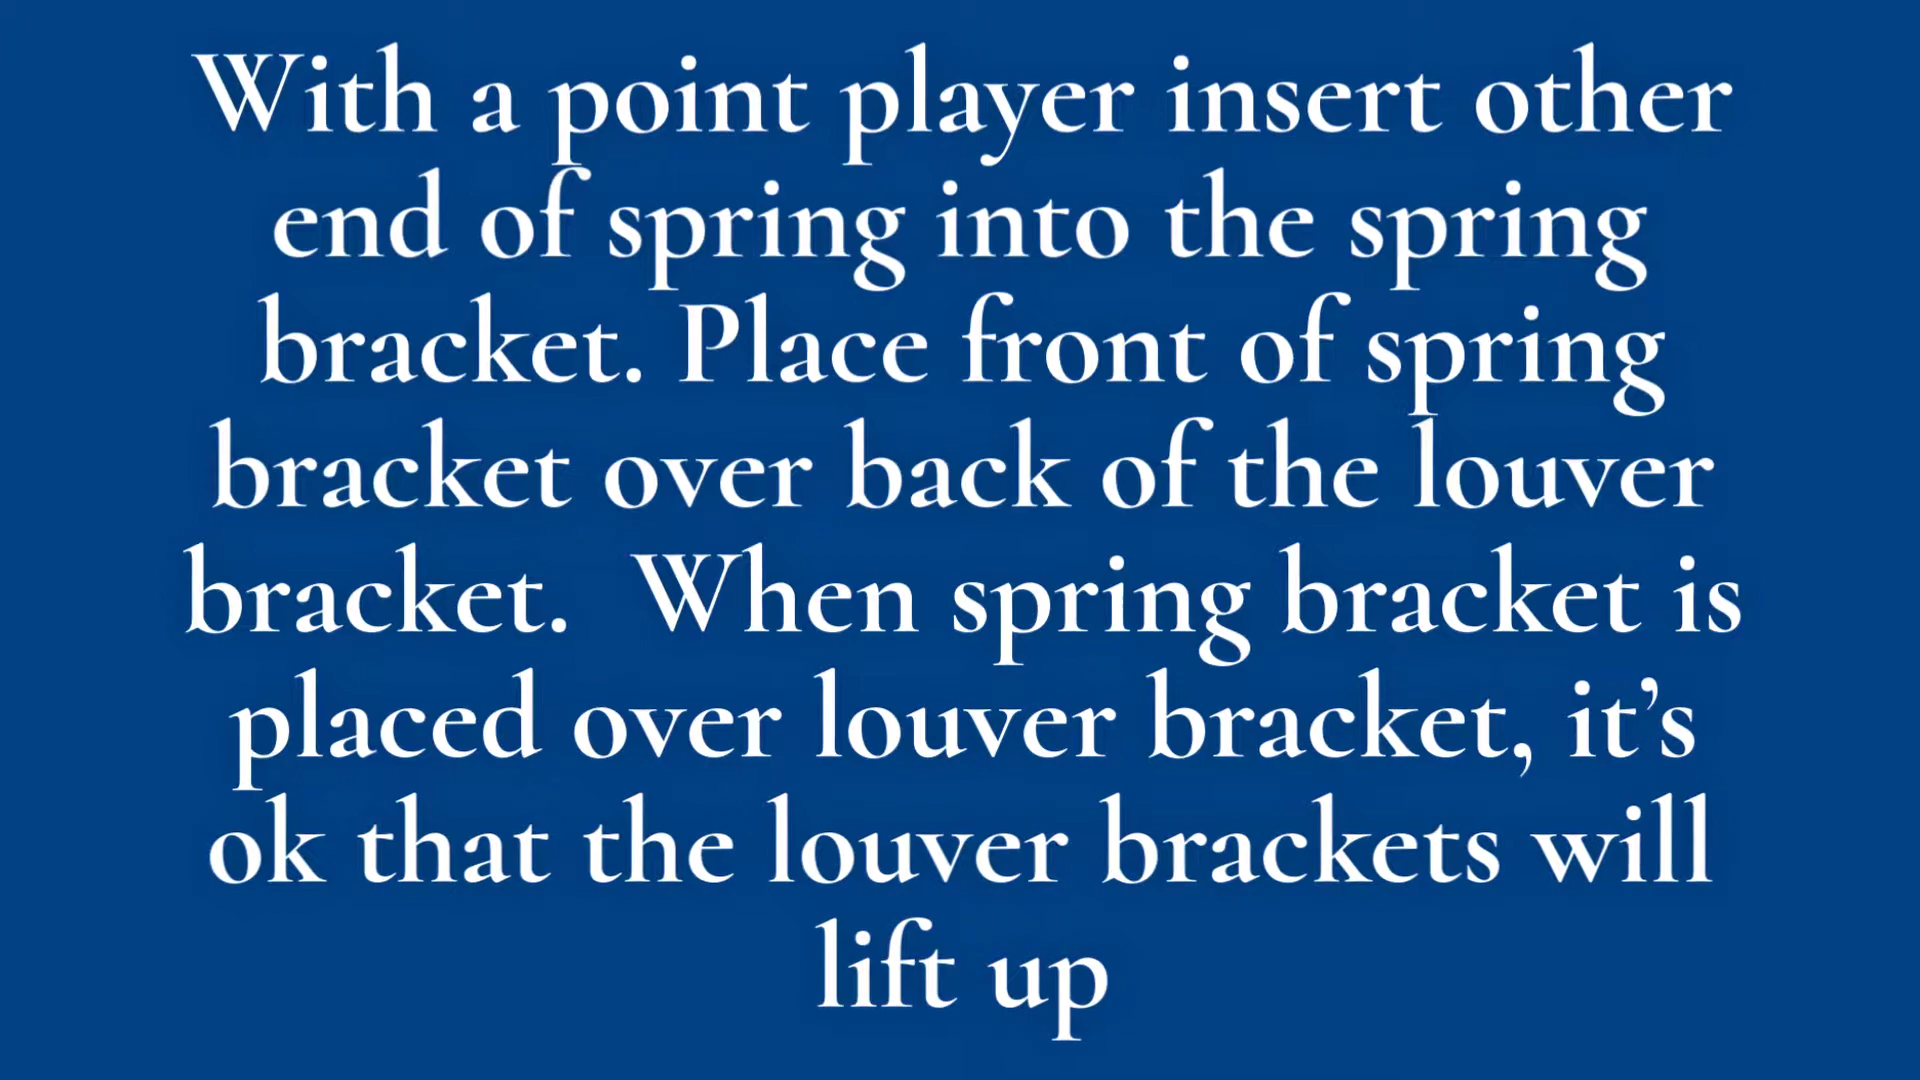 With a point player insert other
end of spring into the spring
bracket. Place front of spring
bracket over back of the louver
bracket.  When spring bracket is
placed over louver bracket, it’s
ok that the louver brackets will
lift up